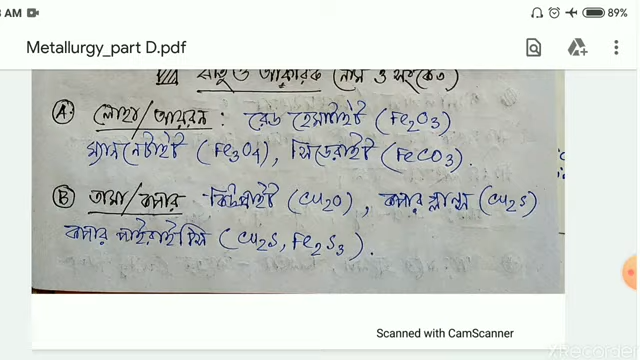 AM 89%
Metallurgy_part D.pdf
ধাতু ও আকরিক (নাম ও সংকেত)
(A) লোহা/আয়রন : রেড হেমাটাইট (Fe2O3)
ম্যাগনেটাইট (Fe3O4), সিডেরাইট (FeCO3).
(B) তামা/কপার কিউপ্রাইট (Cu2O), কপার গ্লান্স (Cu2S)
কপার পাইরাইটিস (Cu2S, Fe2S3).
Scanned with CamScanner
XRecorder